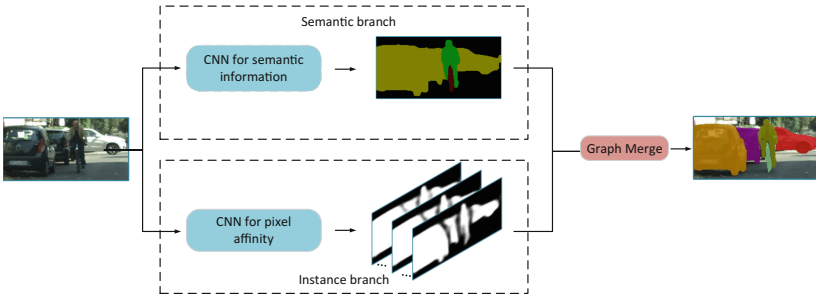 Semantic branch
CNN for semantic
information
Graph Merge
CNN for pixel
affinity
...
...
Instance branch